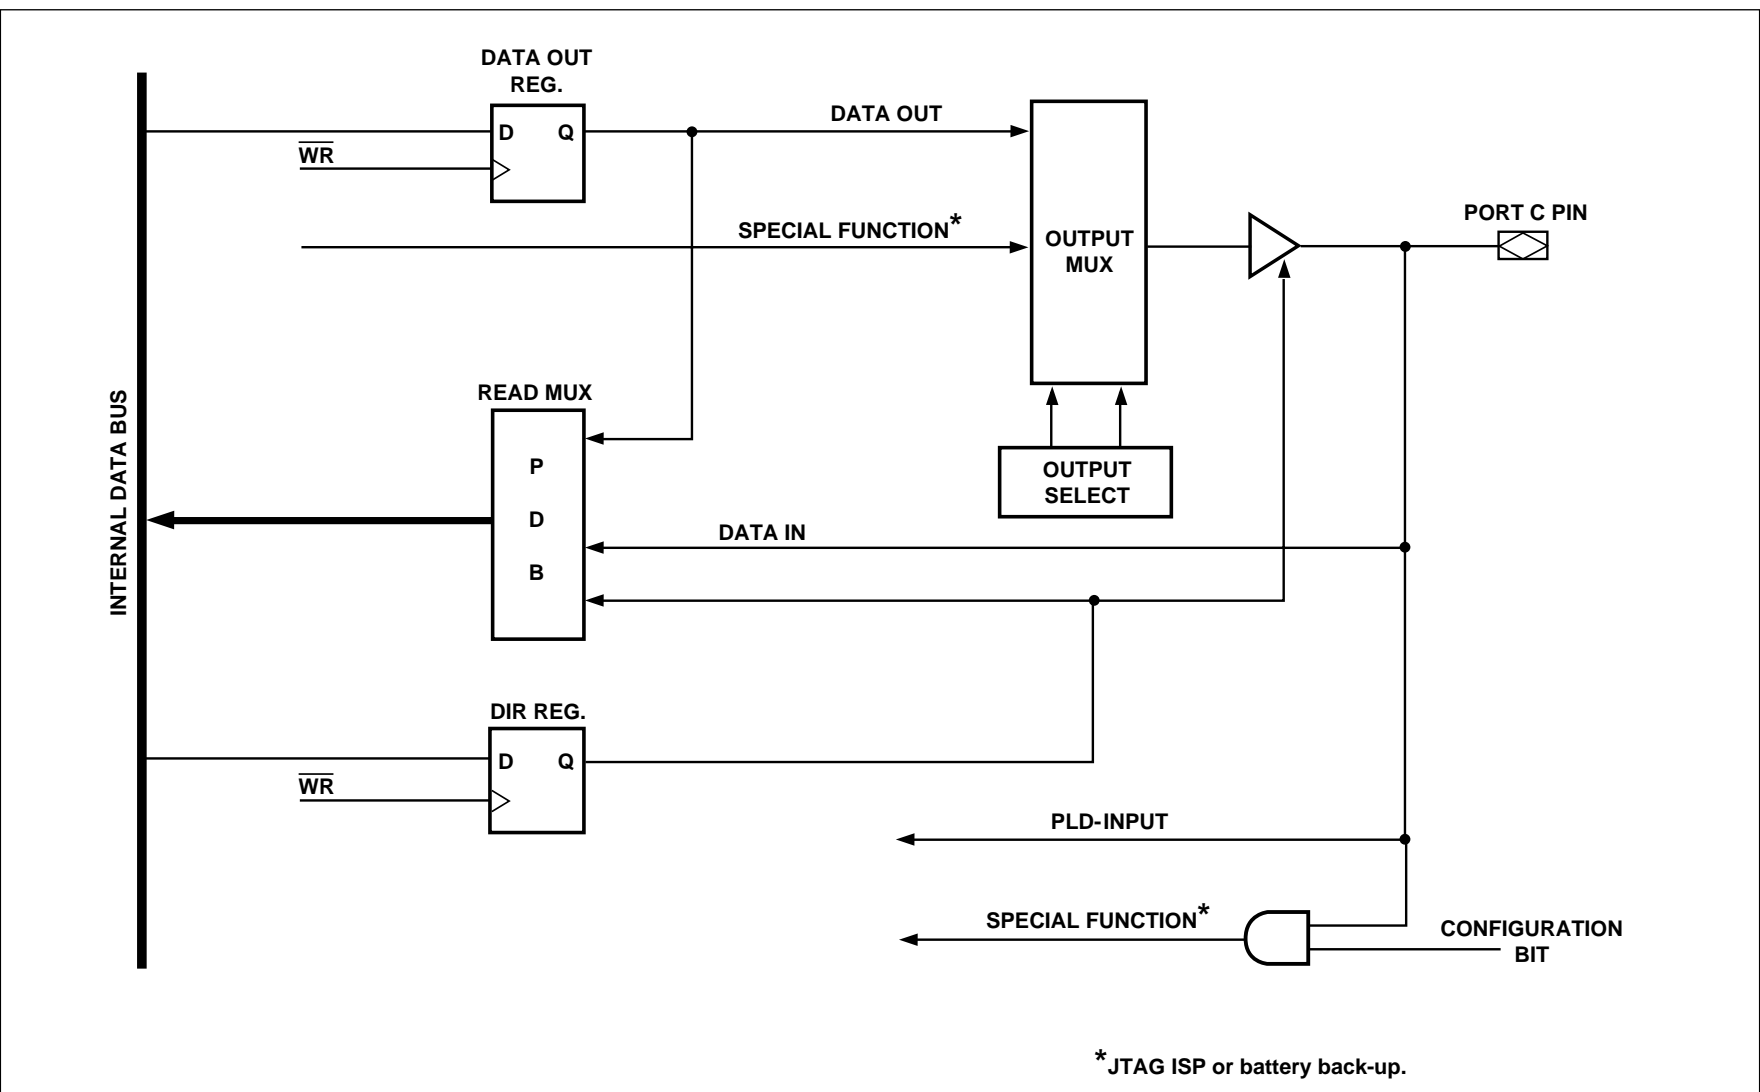 DATA OUT
REG.
D Q
WR
DATA OUT
SPECIAL FUNCTION*
OUTPUT
MUX
PORT C PIN
INTERNAL DATA BUS
READ MUX
P
D
B
OUTPUT
SELECT
DATA IN
DIR REG.
D Q
WR
PLD-INPUT
SPECIAL FUNCTION*
CONFIGURATION
BIT
*JTAG ISP or battery back-up.